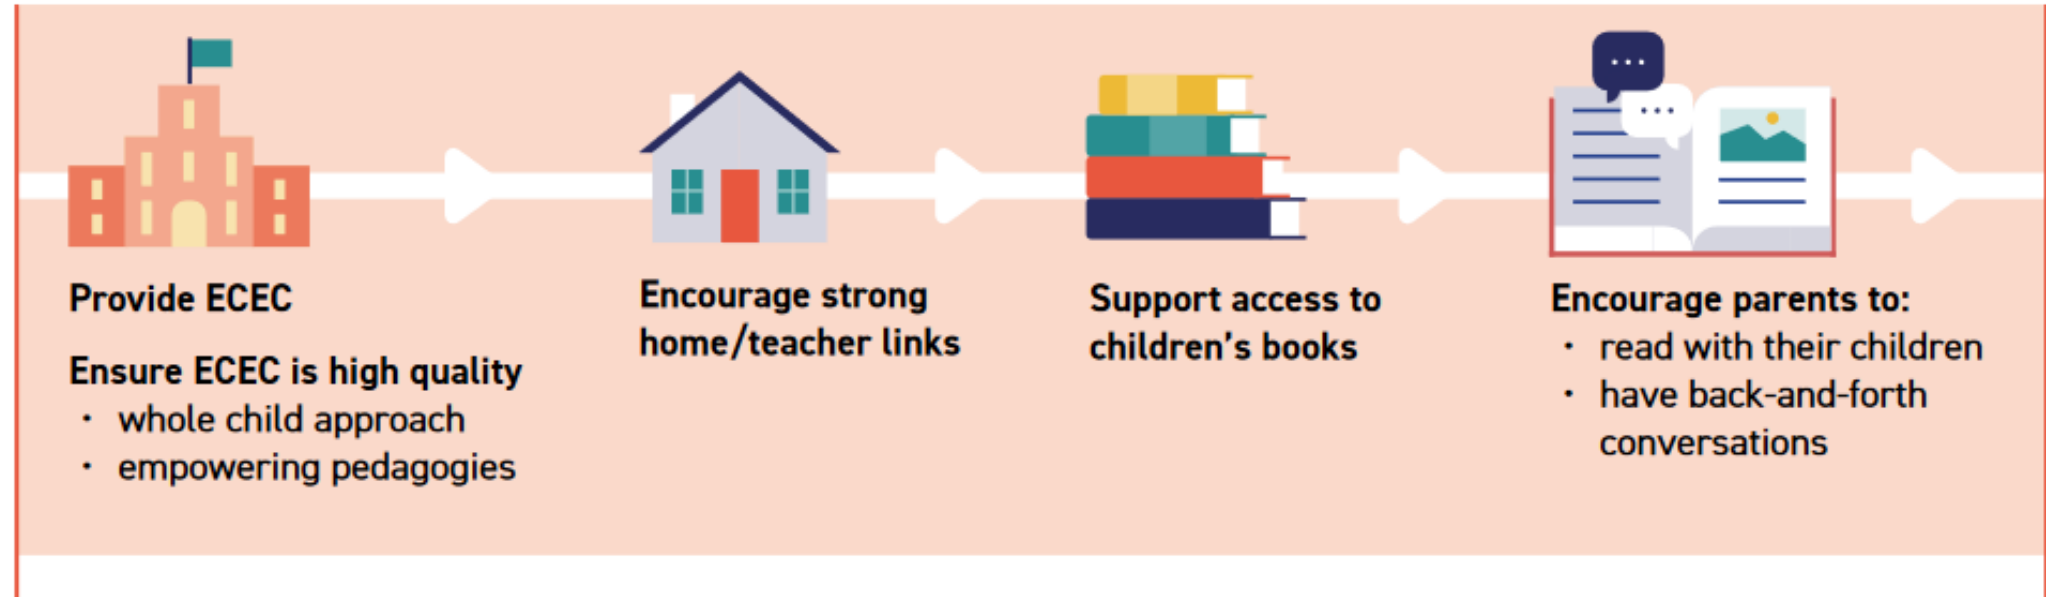 Provide ECEC
Ensure ECEC is high quality
· whole child approach
· empowering pedagogies
Encourage strong
home/teacher links
Support access to
children’s books
Encourage parents to:
· read with their children
· have back-and-forth
conversations